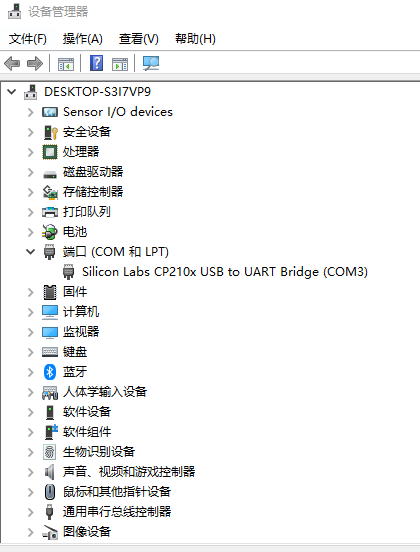 设备管理器
文件(F) 操作(A) 查看(V) 帮助(H)
DESKTOP-S3I7VP9
Sensor I/O devices
安全设备
处理器
磁盘驱动器
存储控制器
打印队列
电池
端口 (COM 和 LPT)
Silicon Labs CP210x USB to UART Bridge (COM3)
固件
计算机
监视器
键盘
蓝牙
人体学输入设备
软件设备
软件组件
生物识别设备
声音、视频和游戏控制器
鼠标和其他指针设备
通用串行总线控制器
图像设备